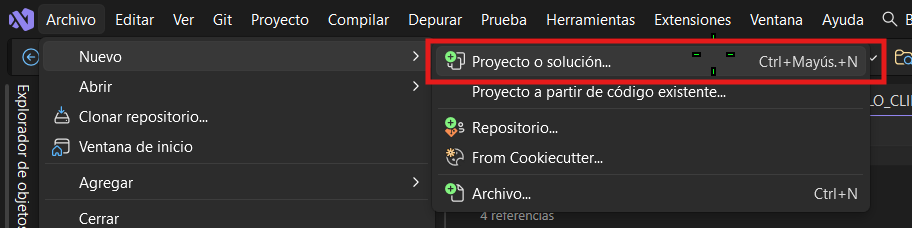 Archivo Editar Ver Git Proyecto Compilar Depurar Prueba Herramientas Extensiones Ventana Ayuda B
Nuevo
Proyecto o solución... Ctrl+Mayús.+N
Abrir
Proyecto a partir de código existente...
LO_CLI
Clonar repositorio...
Repositorio...
Ventana de inicio
From Cookiecutter...
Agregar
Archivo... Ctrl+N
Cerrar
4 referencias
Explorador de objetos